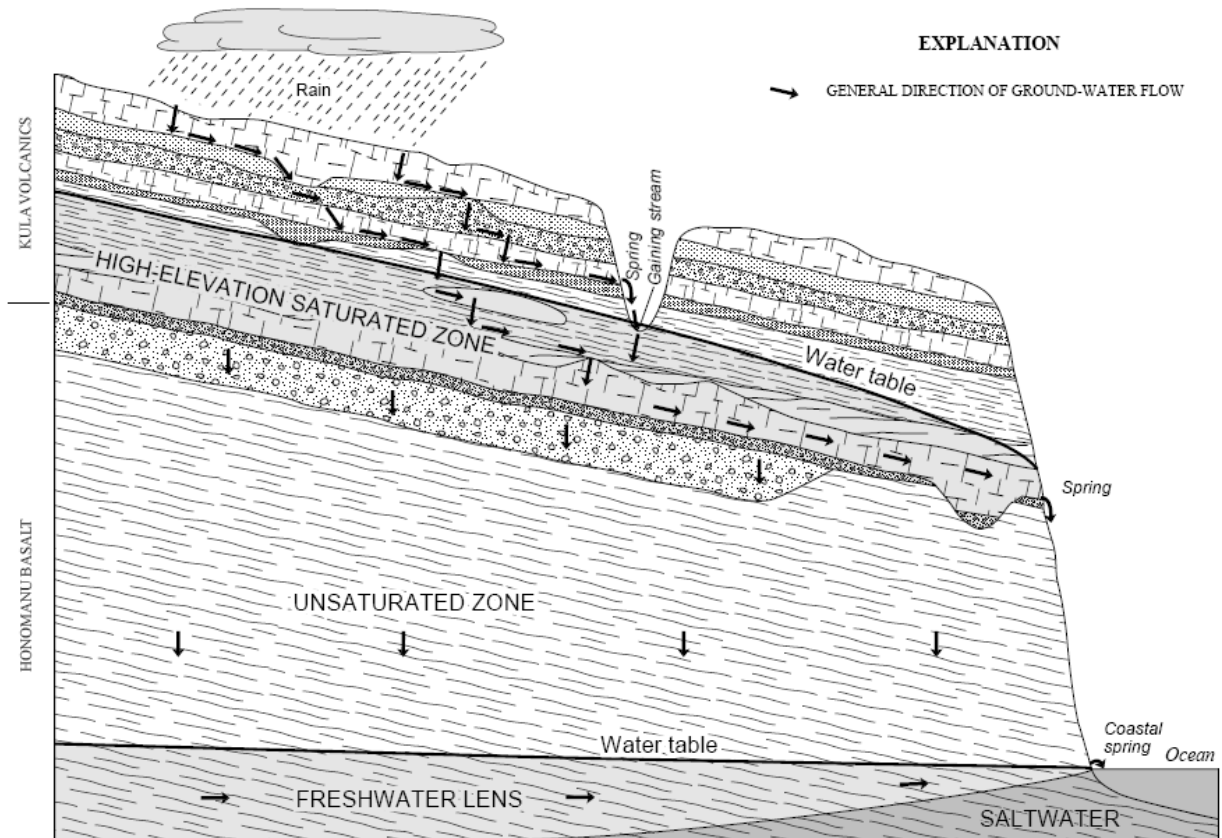 EXPLANATION
GENERAL DIRECTION OF GROUND-WATER FLOW
Rain
KULA VOLCANICS
Spring
Gaining stream
HIGH-ELEVATION SATURATED ZONE
Water table
Spring
HONOMANU BASALT
UNSATURATED ZONE
Water table
Coastal
spring
Ocean
FRESHWATER LENS
SALTWATER